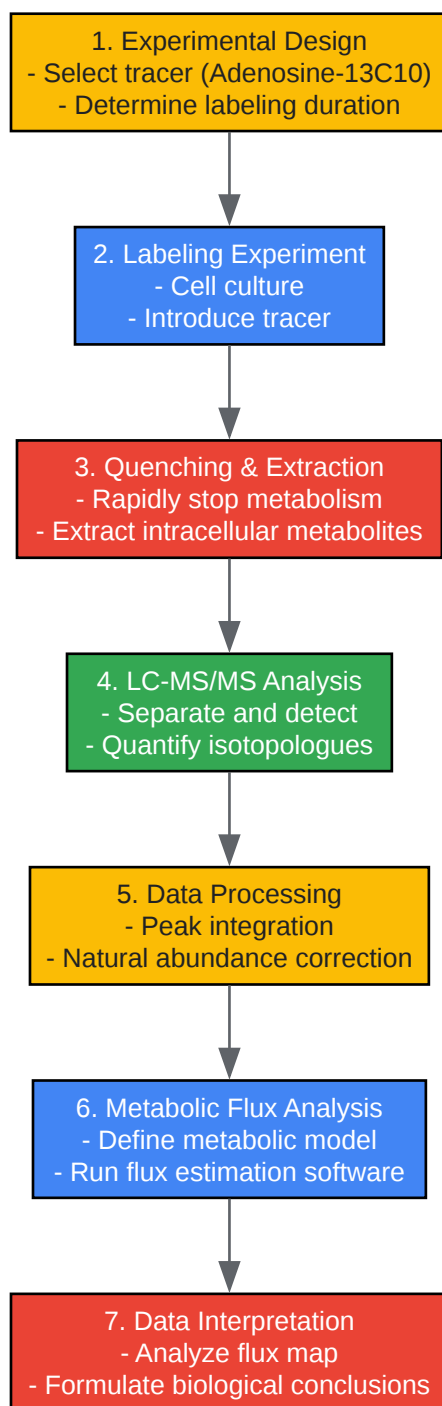 1. Experimental Design
- Select tracer (Adenosine-13C10)
- Determine labeling duration
2. Labeling Experiment
- Cell culture
- Introduce tracer
3. Quenching & Extraction
- Rapidly stop metabolism
- Extract intracellular metabolites
4. LC-MS/MS Analysis
- Separate and detect
- Quantify isotopologues
5. Data Processing
- Peak integration
- Natural abundance correction
6. Metabolic Flux Analysis
- Define metabolic model
- Run flux estimation software
7. Data Interpretation
- Analyze flux map
- Formulate biological conclusions